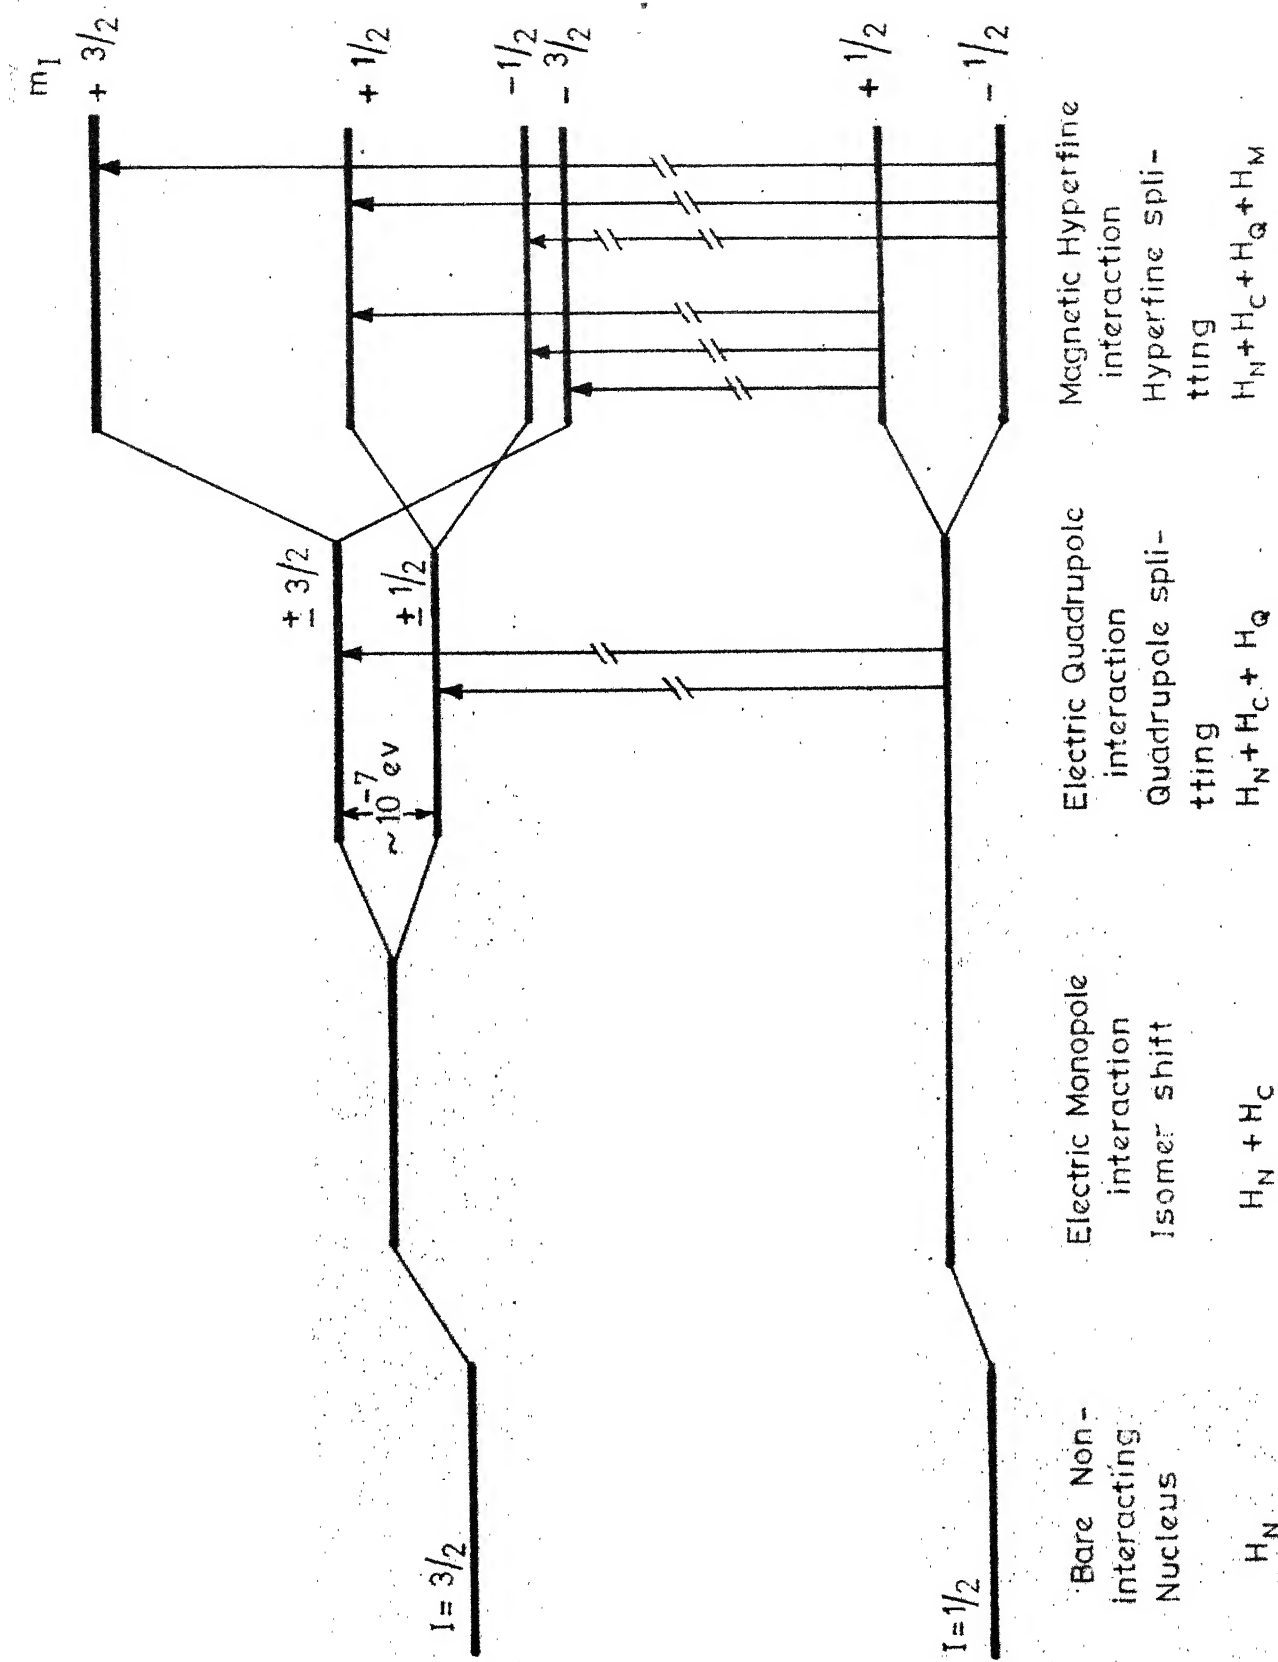 m_I
+ 3/2
+ 1/2
-1/2
- 3/2
+ 1/2
- 1/2
± 3/2
± 1/2
~10^-7 ev
I = 3/2
I=1/2
Bare Non-
interacting
Nucleus
H_N
Electric Monopole
interaction
Isomer shift
H_N + H_C
Electric Quadrupole
interaction
Quadrupole spli-
tting
H_N + H_C + H_Q
Magnetic Hyperfine
interaction
Hyperfine spli-
tting
H_N + H_C + H_Q + H_M